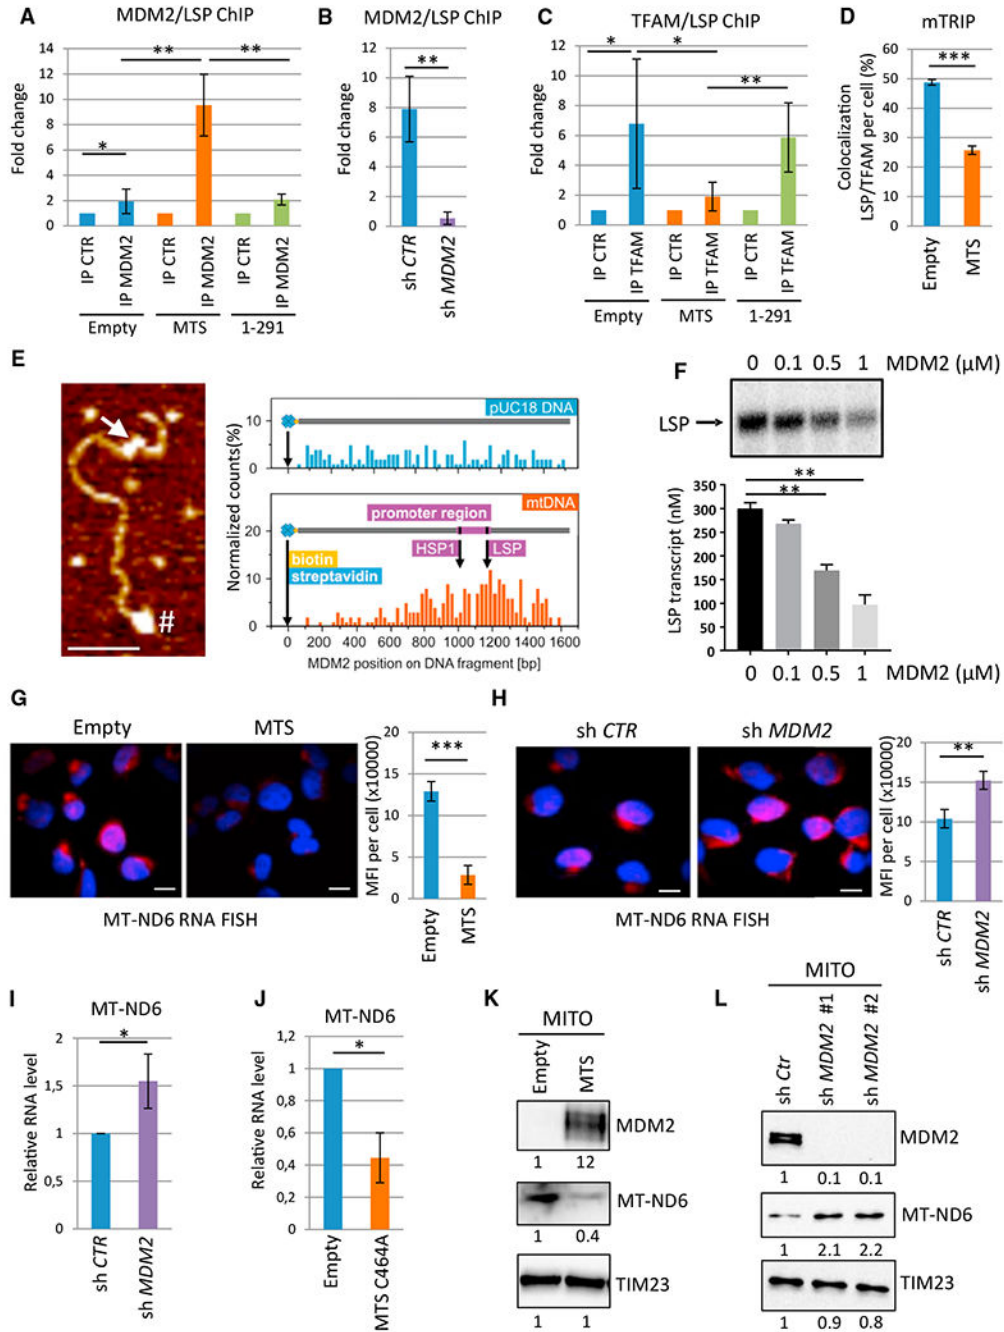 A
MDM2/LSP ChIP
Fold change
14
12
10
8
6
4
2
0
*
**
**
IP CTR
IP MDM2
IP CTR
IP MDM2
IP CTR
IP MDM2
Empty
MTS
1-291
B
MDM2/LSP ChIP
Fold change
12
10
8
6
4
2
0
**
sh CTR
sh MDM2
C
TFAM/LSP ChIP
Fold change
12
10
8
6
4
2
0
*
*
**
IP CTR
IP TFAM
IP CTR
IP TFAM
IP CTR
IP TFAM
Empty
MTS
1-291
D
mTRIP
Colocalization
LSP/TFAM per cell (%)
60
50
40
30
20
10
0
***
Empty
MTS
E
#
Normalized counts(%)
10
0
pUC18 DNA
20
10
0
mtDNA
promoter region
HSP1
LSP
biotin
streptavidin
0 200 400 600 800 1000 1200 1400 1600
MDM2 position on DNA fragment [bp]
F
0 0.1 0.5 1 MDM2 (µM)
LSP
LSP transcript (nM)
350
300
250
200
150
100
50
0
**
**
0 0.1 0.5 1 MDM2 (µM)
G
Empty
MTS
MT-ND6 RNA FISH
MFI per cell (x10000)
20
15
10
5
0
***
Empty
MTS
H
sh CTR
sh MDM2
MT-ND6 RNA FISH
MFI per cell (x10000)
20
15
10
5
0
**
sh CTR
sh MDM2
I
MT-ND6
Relative RNA level
2
1,5
1
0,5
0
*
sh CTR
sh MDM2
J
MT-ND6
Relative RNA level
1,2
1
0,8
0,6
0,4
0,2
0
*
Empty
MTS C464A
K
MITO
Empty
MTS
MDM2
1 12
MT-ND6
1 0.4
TIM23
1 1
L
MITO
sh Ctr
sh MDM2 #1
sh MDM2 #2
MDM2
1 0.1 0.1
MT-ND6
1 2.1 2.2
TIM23
1 0.9 0.8